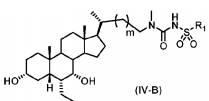 m N N H S R1
O O O
HO H OH
(IV-B)